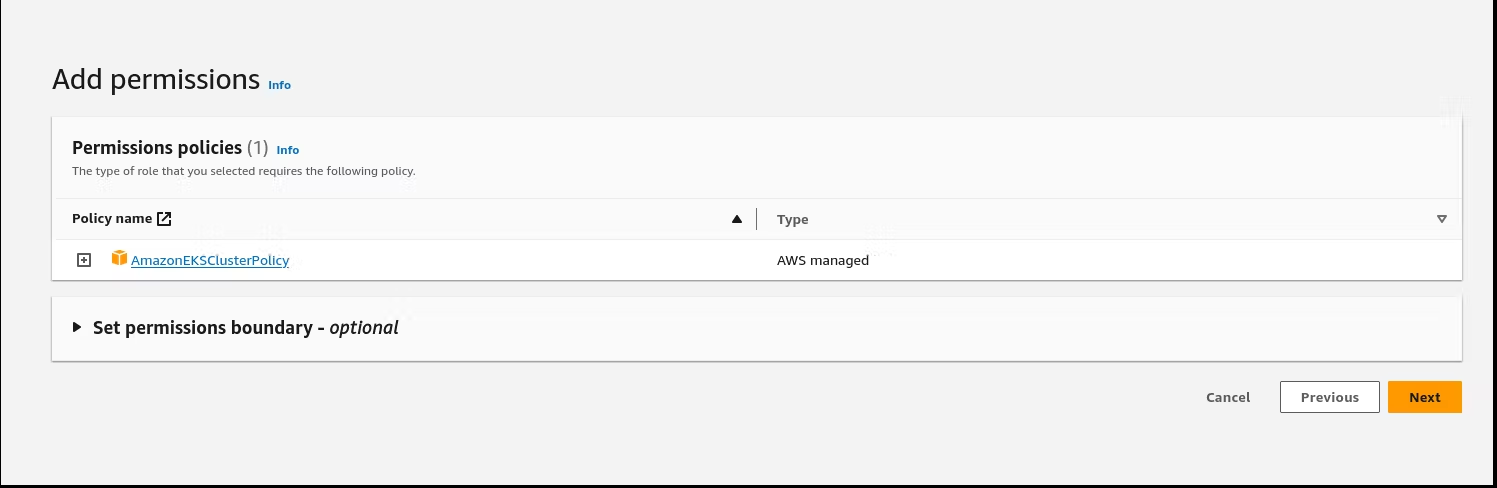 Add permissions Info
Permissions policies (1) Info
The type of role that you selected requires the following policy.
Policy name Type
AmazonEKSClusterPolicy AWS managed
Set permissions boundary - optional
Cancel Previous Next